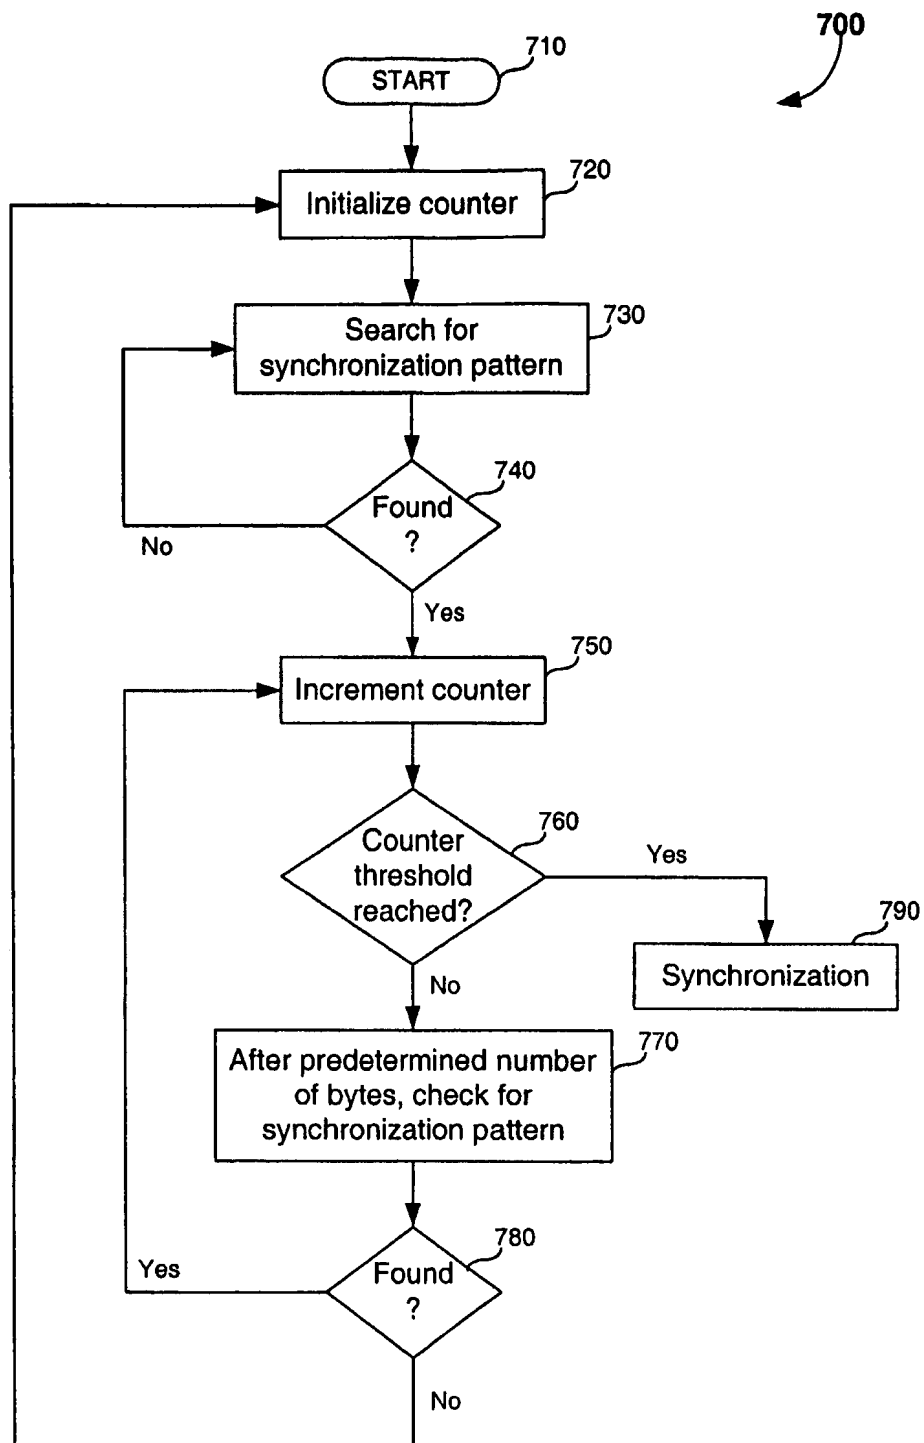 700
710
START
720
Initialize counter
730
Search for
synchronization pattern
740
Found
?
No
Yes
750
Increment counter
760
Counter
threshold
reached?
Yes
790
Synchronization
No
770
After predetermined number
of bytes, check for
synchronization pattern
780
Found
?
Yes
No